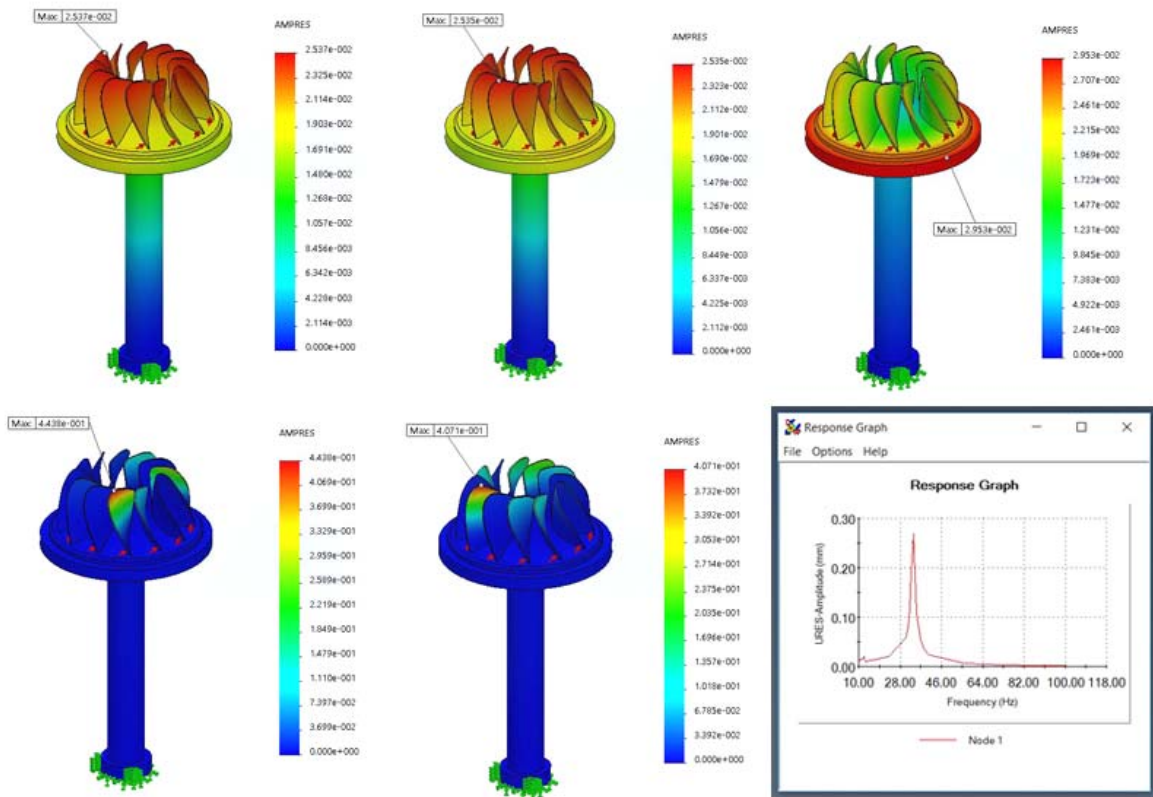 Max: 2.537e-002
AMPRES
2.537e-002
2.325e-002
2.114e-002
1.903e-002
1.691e-002
1.480e-002
1.268e-002
1.057e-002
8.456e-003
6.342e-003
4.228e-003
2.114e-003
0.000e+000
Max: 2.535e-002
AMPRES
2.535e-002
2.323e-002
2.112e-002
1.901e-002
1.690e-002
1.479e-002
1.267e-002
1.056e-002
8.449e-003
6.337e-003
4.225e-003
2.112e-003
0.000e+000
AMPRES
2.953e-002
2.707e-002
2.461e-002
2.215e-002
1.969e-002
1.723e-002
1.477e-002
1.231e-002
9.845e-003
7.383e-003
4.922e-003
2.461e-003
0.000e+000
Max: 2.953e-002
Max: 4.438e-001
AMPRES
4.438e-001
4.069e-001
3.699e-001
3.329e-001
2.959e-001
2.589e-001
2.219e-001
1.849e-001
1.479e-001
1.110e-001
7.397e-002
3.699e-002
0.000e+000
Max: 4.071e-001
AMPRES
4.071e-001
3.732e-001
3.392e-001
3.053e-001
2.714e-001
2.375e-001
2.035e-001
1.696e-001
1.357e-001
1.018e-001
6.785e-002
3.392e-002
0.000e+000
Response Graph
File Options Help
Response Graph
URES-Amplitude (mm)
0.30
0.20
0.10
0.00
10.00 28.00 46.00 64.00 82.00 100.00 118.00
Frequency (Hz)
Node 1